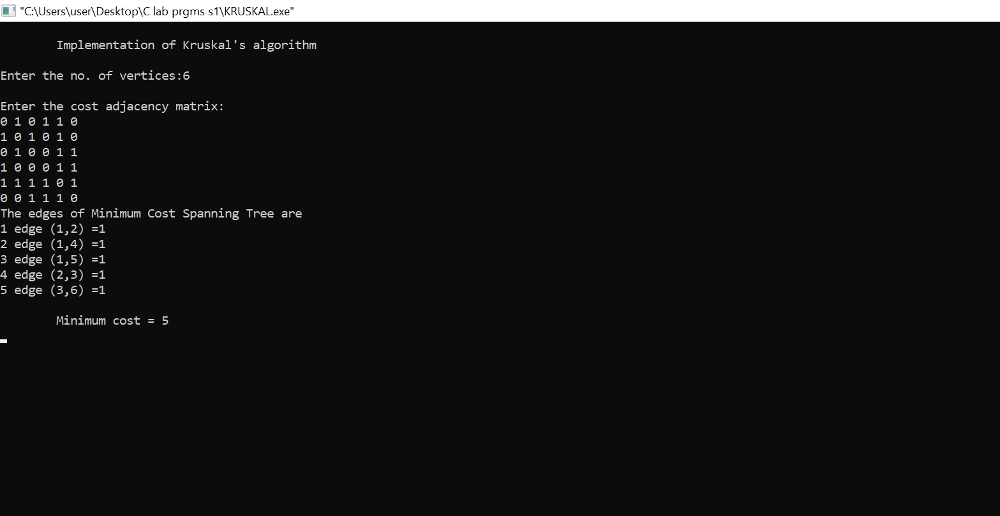 "C:\Users\user\Desktop\C lab prgms s1\KRUSKAL.exe"
Implementation of Kruskal's algorithm
Enter the no. of vertices:6
Enter the cost adjacency matrix:
0 1 0 1 1 0
1 0 1 0 1 0
0 1 0 0 1 1
1 0 0 0 1 1
1 1 1 1 0 1
0 0 1 1 1 0
The edges of Minimum Cost Spanning Tree are
1 edge (1,2) =1
2 edge (1,4) =1
3 edge (1,5) =1
4 edge (2,3) =1
5 edge (3,6) =1
Minimum cost = 5